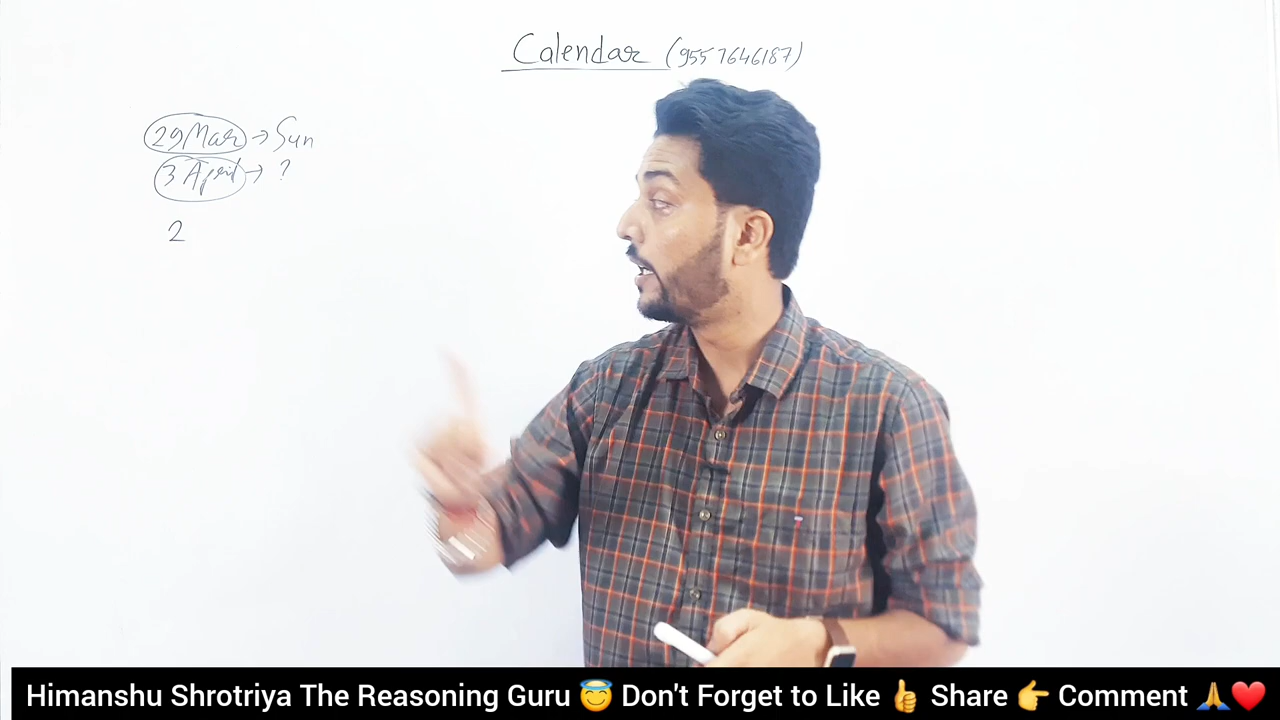 Calendar (9557646187)
29 Mar → Sun
3 April → ?
2
Himanshu Shrotriya The Reasoning Guru 😇 Don't Forget to Like 👍 Share 👉 Comment 🙏❤️